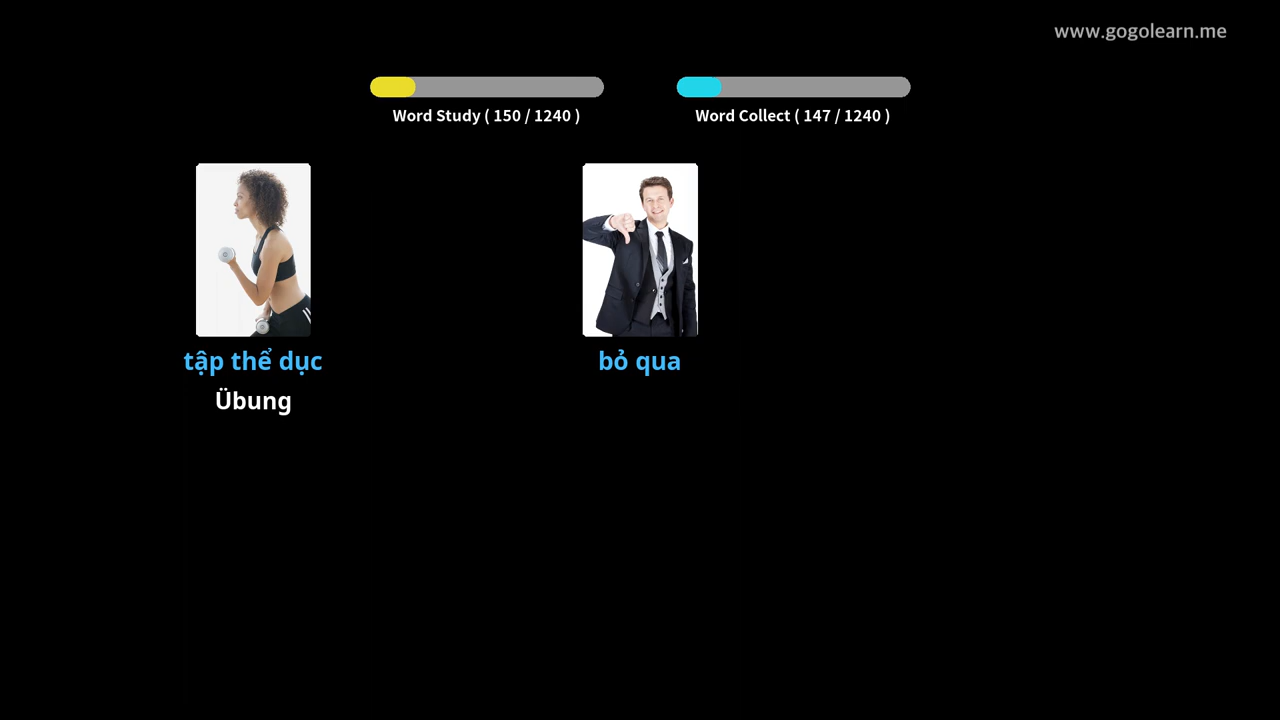 www.gogolearn.me
Word Study ( 150 / 1240 )
Word Collect ( 147 / 1240 )
tập thể dục
Übung
bỏ qua